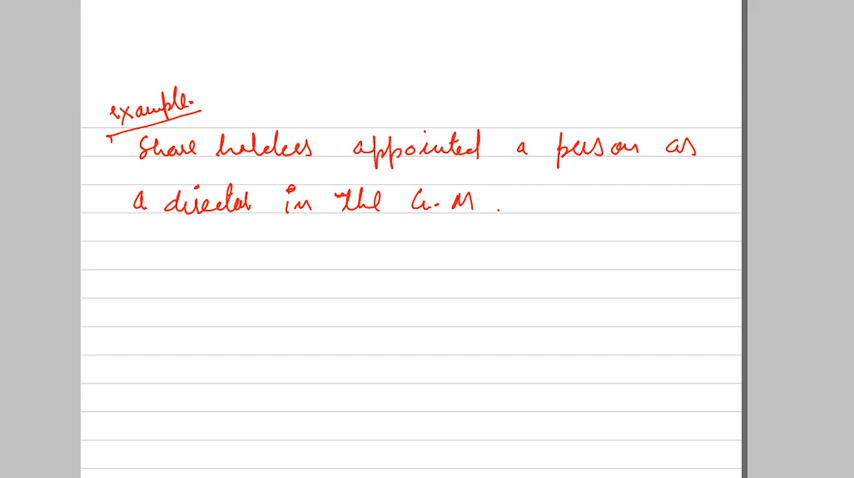 example.
Share holders appointed a person as
a director in the G.M.